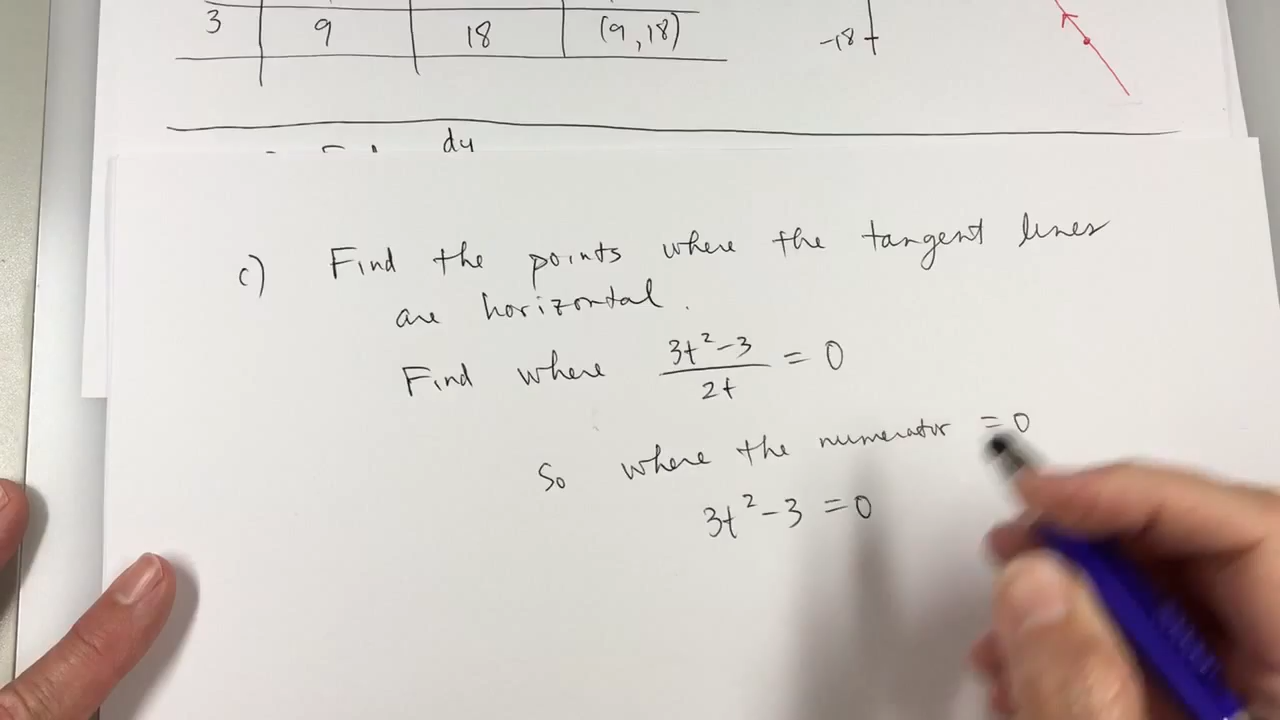 3 9 18 (9,18)
-18
dy
c) Find the points where the tangent lines
are horizontal.
Find where \frac{3t^2-3}{2t} = 0
So where the numerator = 0
3t^2-3 = 0